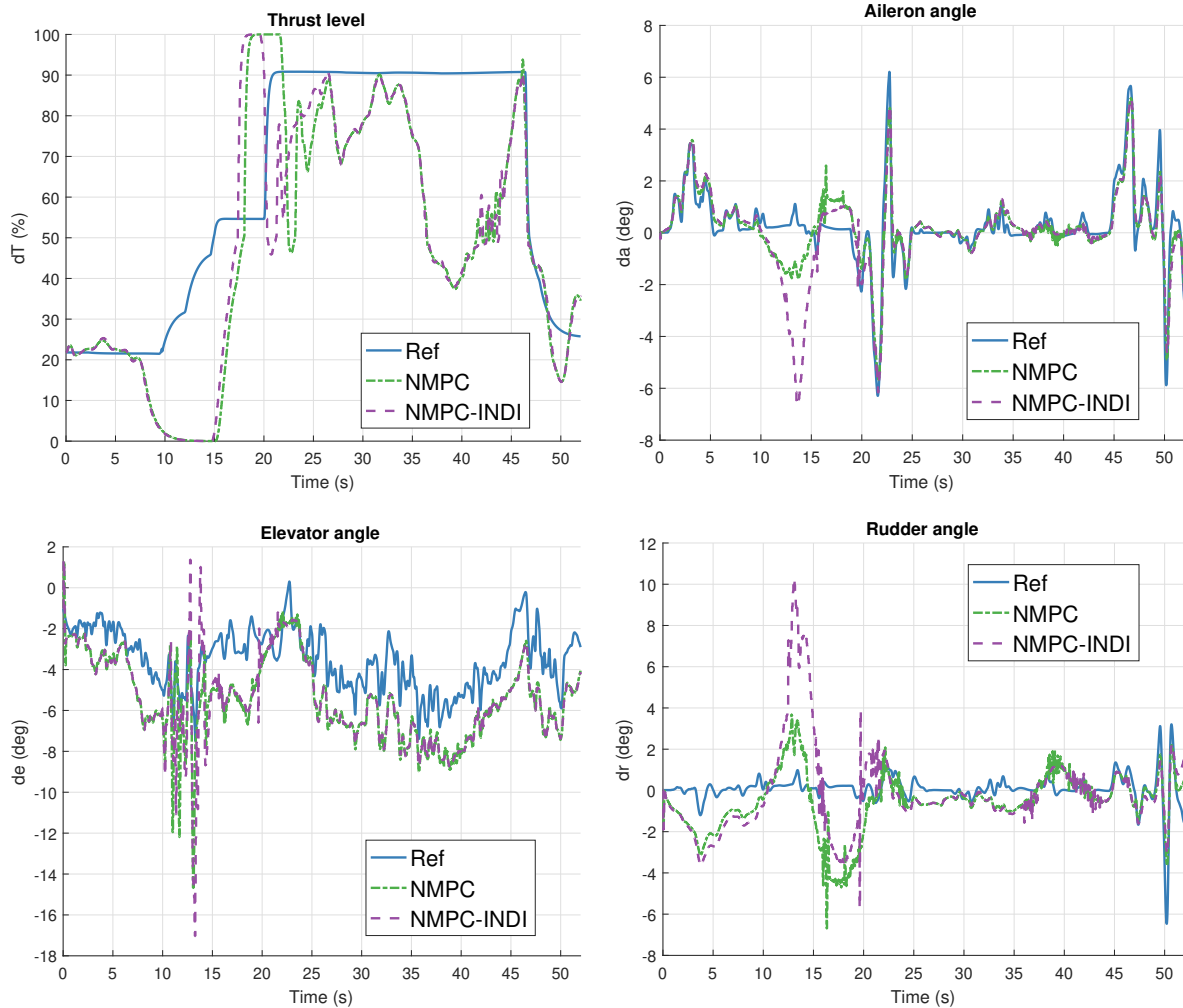 Thrust level
100
90
80
70
60
50
40
30
20
10
0
dT (%)
0 5 10 15 20 25 30 35 40 45 50
Time (s)
Ref
NMPC
NMPC-INDI
Aileron angle
8
6
4
2
0
-2
-4
-6
-8
da (deg)
0 5 10 15 20 25 30 35 40 45 50
Time (s)
Ref
NMPC
NMPC-INDI
Elevator angle
2
0
-2
-4
-6
-8
-10
-12
-14
-16
-18
de (deg)
0 5 10 15 20 25 30 35 40 45 50
Time (s)
Ref
NMPC
NMPC-INDI
Rudder angle
12
10
8
6
4
2
0
-2
-4
-6
-8
dr (deg)
0 5 10 15 20 25 30 35 40 45 50
Time (s)
Ref
NMPC
NMPC-INDI